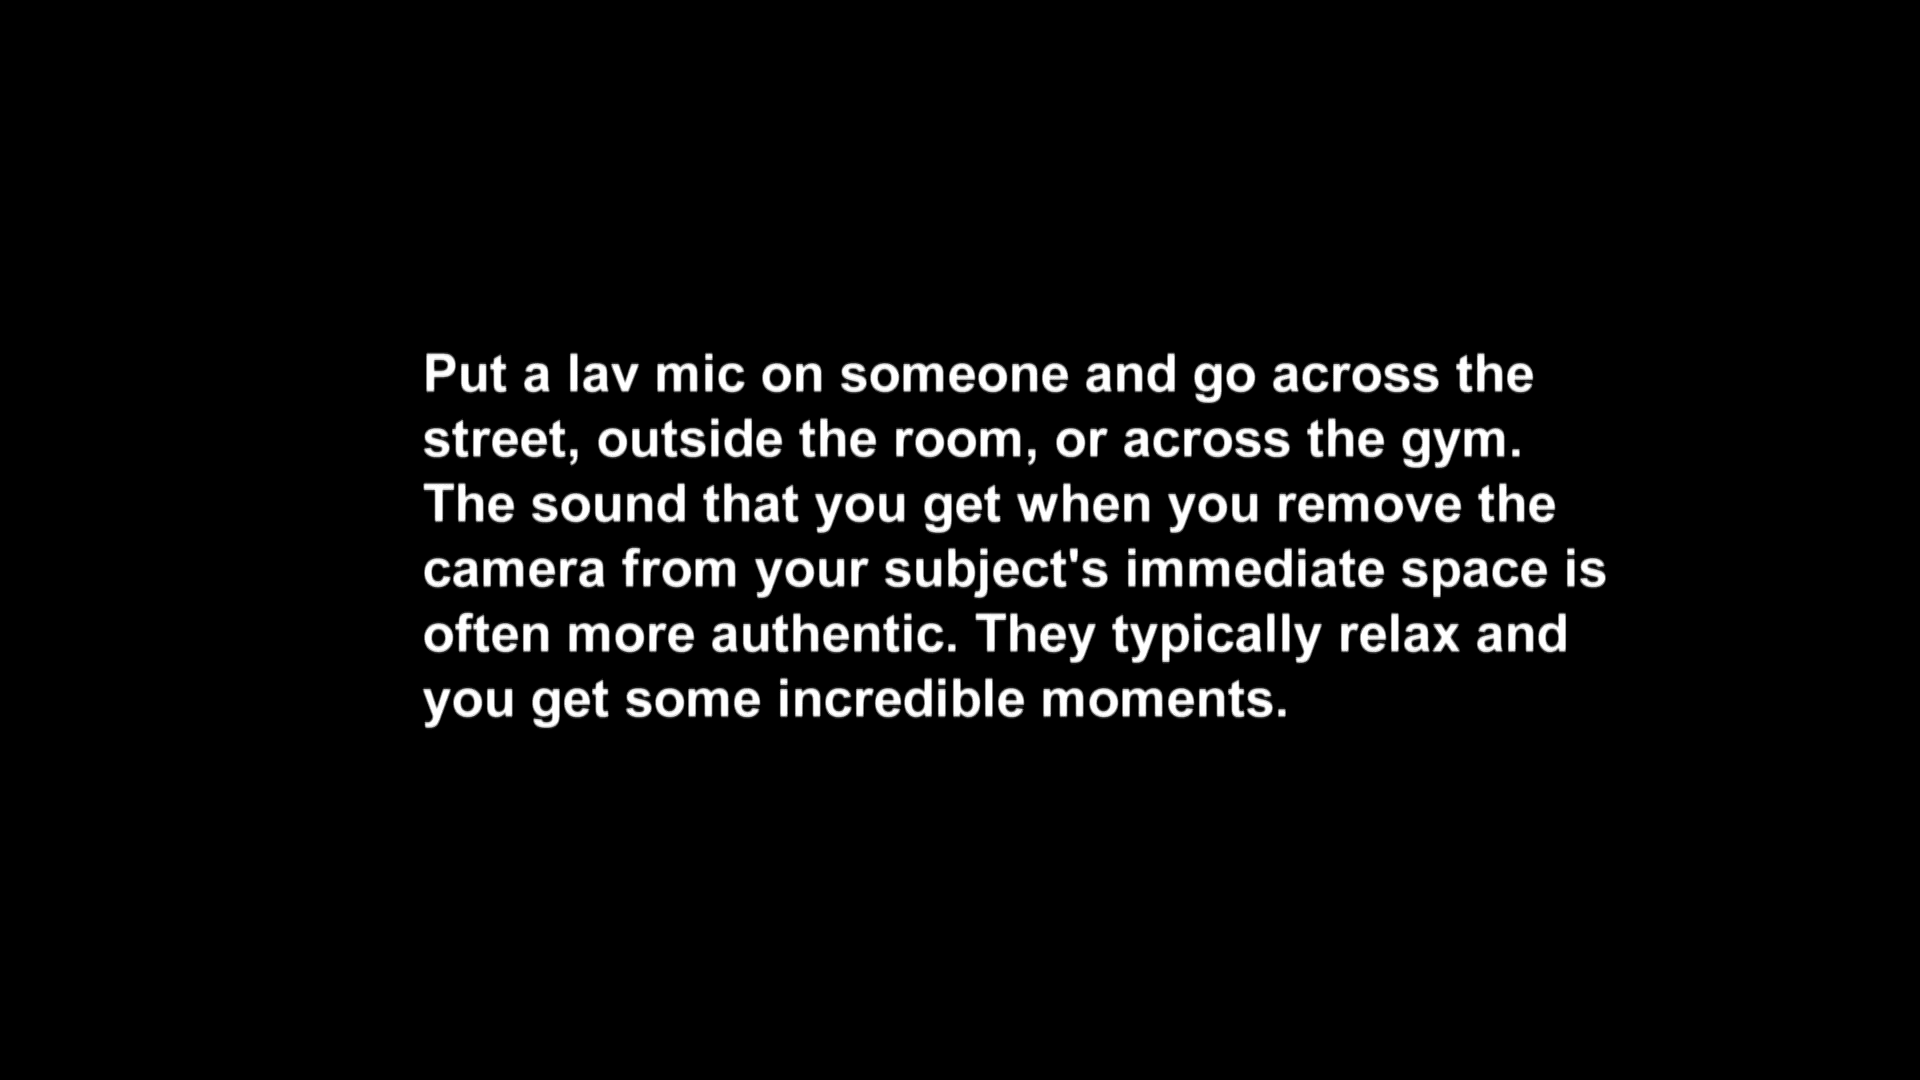 Put a lav mic on someone and go across the
street, outside the room, or across the gym.
The sound that you get when you remove the
camera from your subject's immediate space is
often more authentic. They typically relax and
you get some incredible moments.